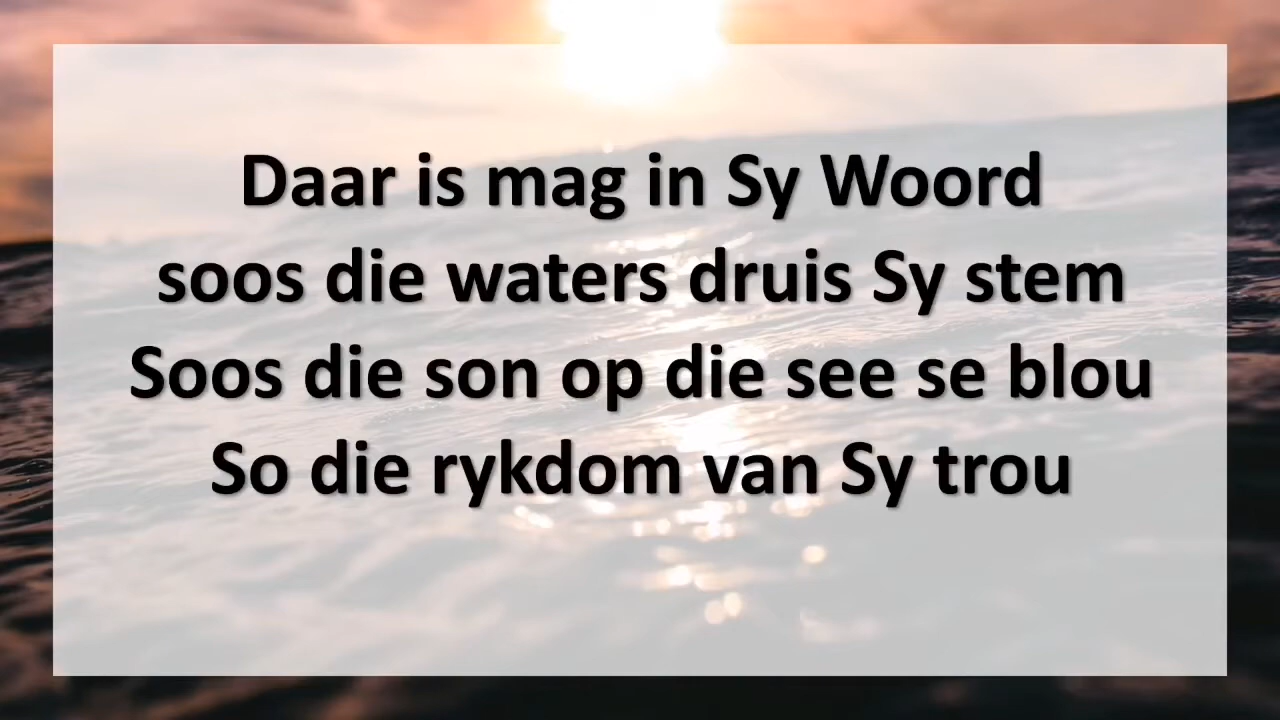 Daar is mag in Sy Woord
soos die waters druis Sy stem
Soos die son op die see se blou
So die rykdom van Sy trou